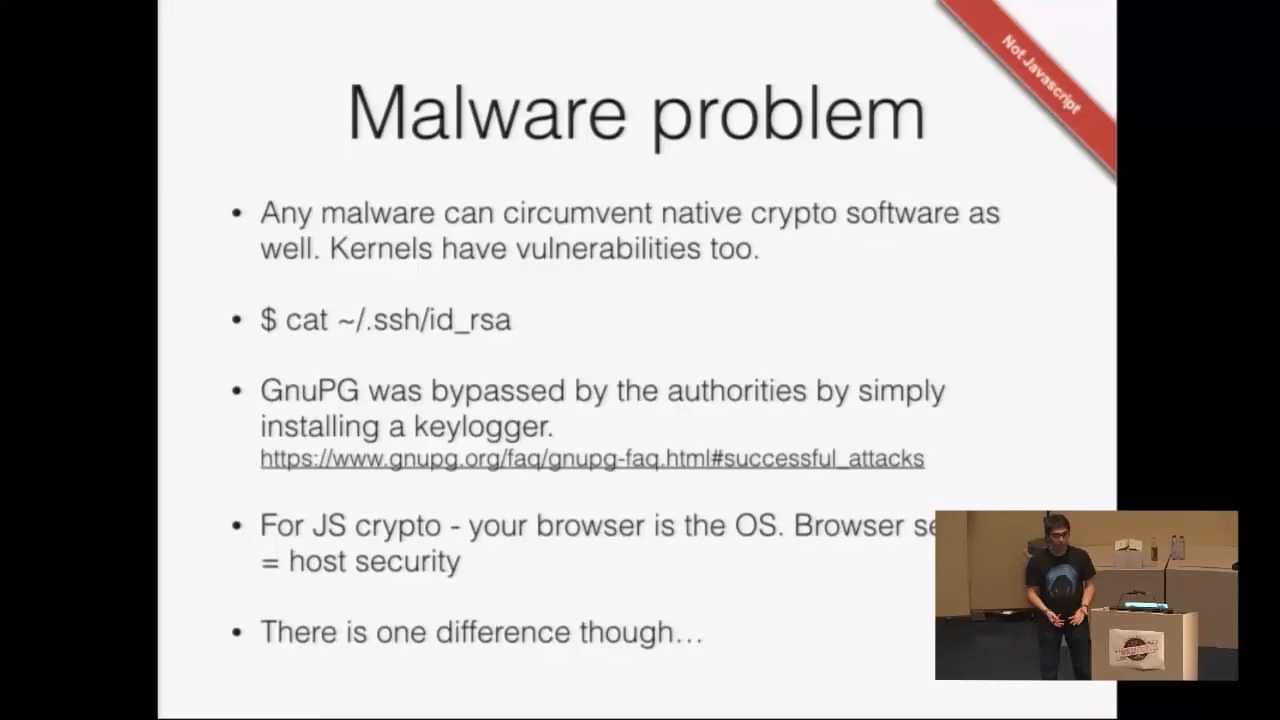 Not Javascript
Malware problem
• Any malware can circumvent native crypto software as
well. Kernels have vulnerabilities too.
• $ cat ~/.ssh/id_rsa
• GnuPG was bypassed by the authorities by simply
installing a keylogger.
https://www.gnupg.org/faq/gnupg-faq.html#successful_attacks
• For JS crypto - your browser is the OS. Browser se
= host security
• There is one difference though…